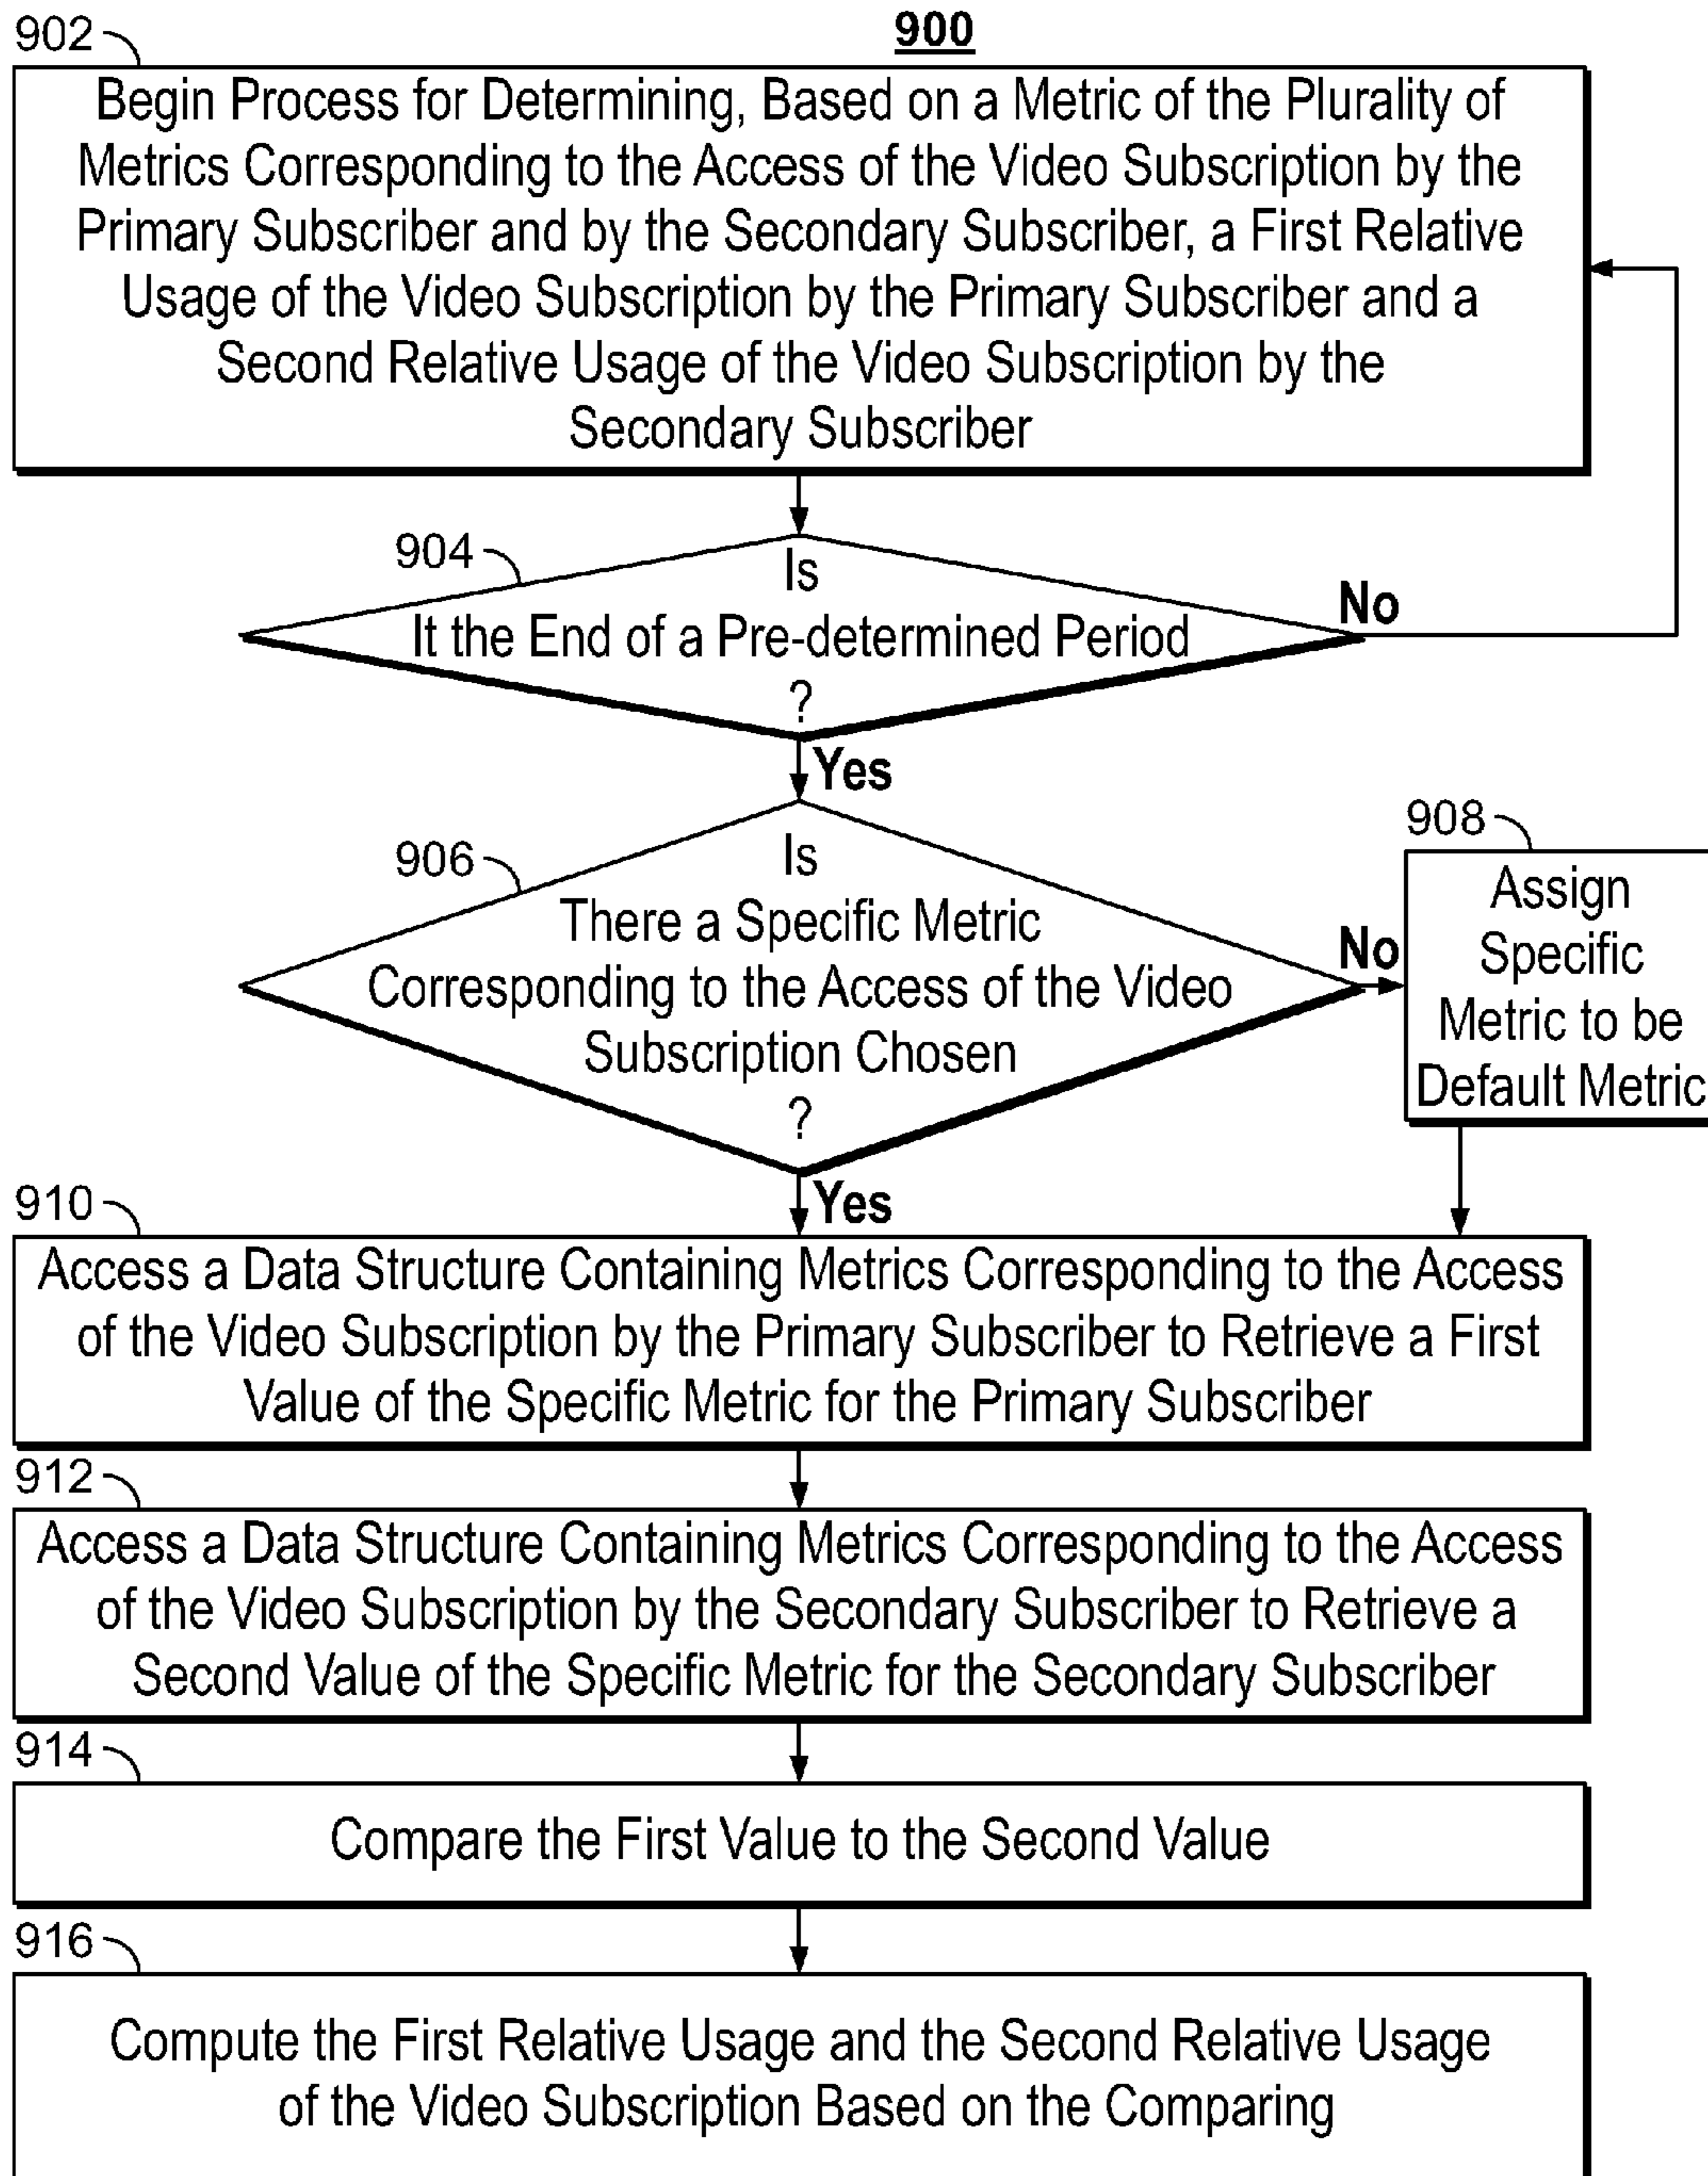 900
902
Begin Process for Determining, Based on a Metric of the Plurality of
Metrics Corresponding to the Access of the Video Subscription by the
Primary Subscriber and by the Secondary Subscriber, a First Relative
Usage of the Video Subscription by the Primary Subscriber and a
Second Relative Usage of the Video Subscription by the
Secondary Subscriber
904
Is
It the End of a Pre-determined Period
?
No
Yes
906
Is
There a Specific Metric
Corresponding to the Access of the Video
Subscription Chosen
?
No
Yes
908
Assign
Specific
Metric to be
Default Metric
910
Access a Data Structure Containing Metrics Corresponding to the Access
of the Video Subscription by the Primary Subscriber to Retrieve a First
Value of the Specific Metric for the Primary Subscriber
912
Access a Data Structure Containing Metrics Corresponding to the Access
of the Video Subscription by the Secondary Subscriber to Retrieve a
Second Value of the Specific Metric for the Secondary Subscriber
914
Compare the First Value to the Second Value
916
Compute the First Relative Usage and the Second Relative Usage
of the Video Subscription Based on the Comparing